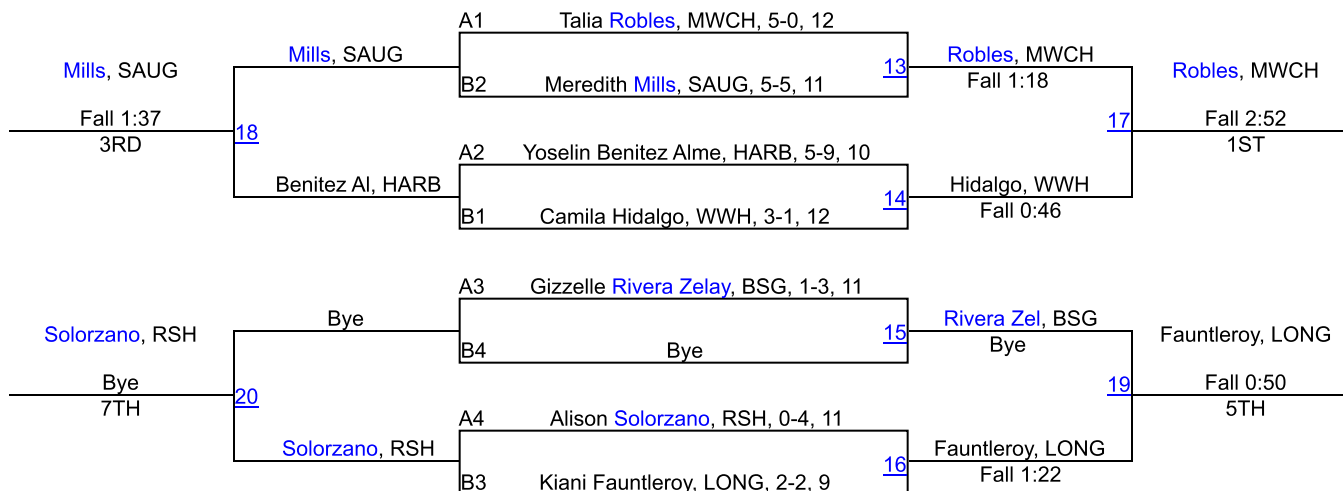 A1 Talia Robles, MWCH, 5-0, 12
Mills, SAUG
Robles, MWCH
Mills, SAUG
13
Robles, MWCH
Fall 1:18
B2 Meredith Mills, SAUG, 5-5, 11
Fall 1:37
18
3RD
17
Fall 2:52
1ST
A2 Yoselin Benitez Alme, HARB, 5-9, 10
Benitez Al, HARB
14
Hidalgo, WWH
Fall 0:46
B1 Camila Hidalgo, WWH, 3-1, 12
A3 Gizzelle Rivera Zelay, BSG, 1-3, 11
Bye
15
Rivera Zel, BSG
Bye
Solorzano, RSH
Fauntleroy, LONG
B4 Bye
Bye
20
7TH
19
Fall 0:50
5TH
A4 Alison Solorzano, RSH, 0-4, 11
Solorzano, RSH
16
Fauntleroy, LONG
Fall 1:22
B3 Kiani Fauntleroy, LONG, 2-2, 9